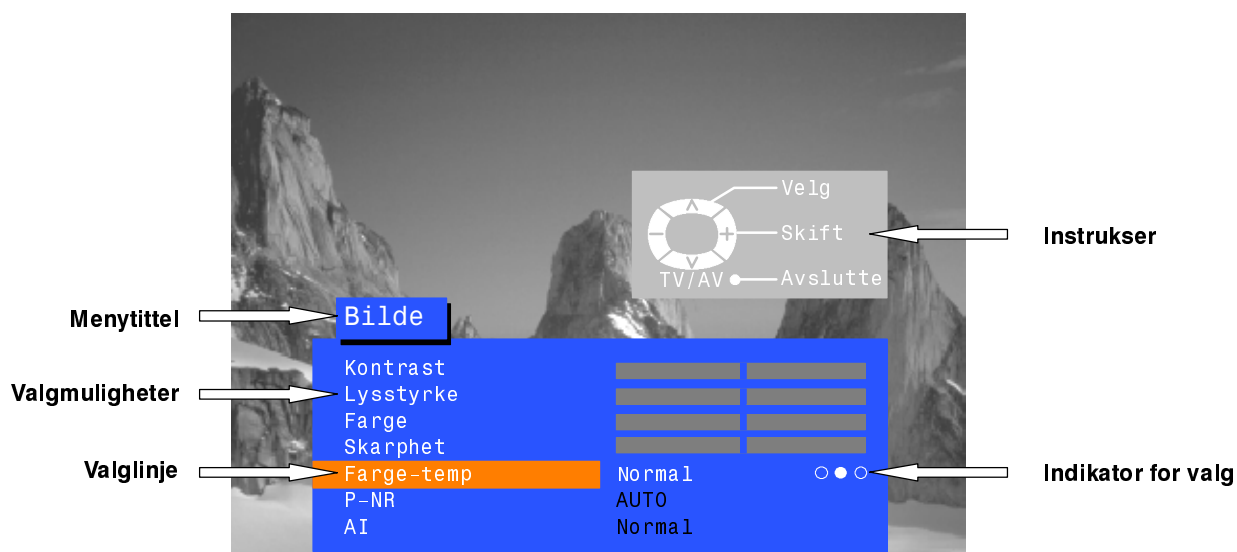 Velg
Skift
TV/AV
Avslutte
Instrukser
Menytittel
Bilde
Kontrast
Valgmuligheter
Lysstyrke
Farge
Skarphet
Valglinje
Farge-temp
Normal
Indikator for valg
P-NR
AUTO
AI
Normal